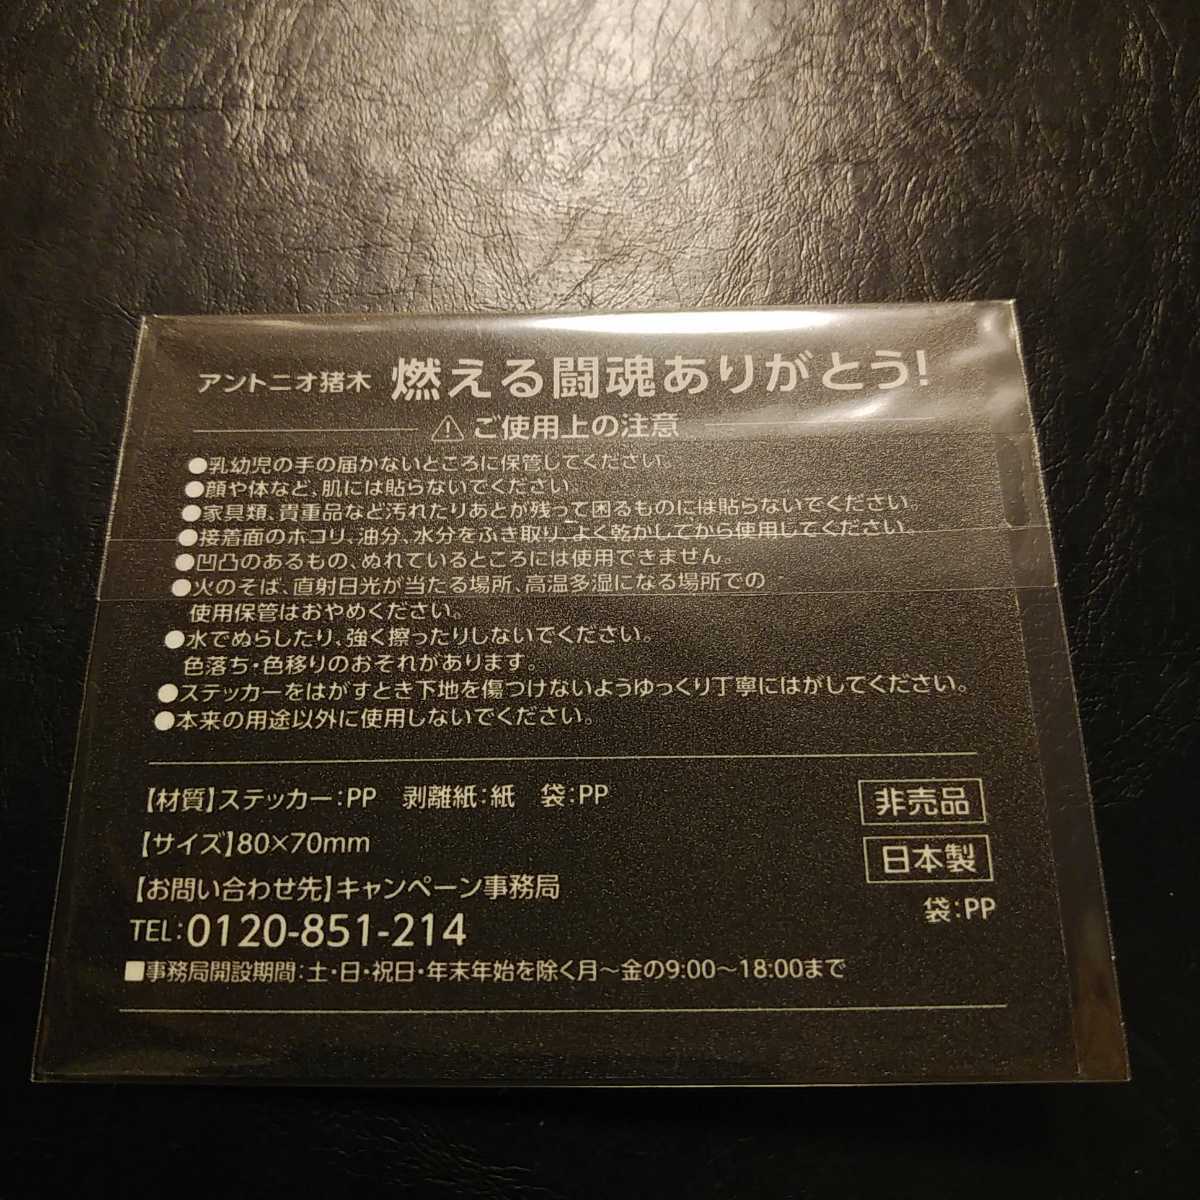 アントニオ猪木 燃える闘魂ありがとう!
ご使用上の注意
●乳幼児の手の届かないところに保管してください。
●顔や体など、肌には貼らないでください。
●家具類、貴重品など汚れたりあとが残って困るものには貼らないでください。
●接着面のホコリ、油分、水分をふき取り、よく乾かしてから使用してください。
●凹凸のあるもの、ぬれているところには使用できません。
●火のそば、直射日光が当たる場所、高温多湿になる場所での
使用保管はおやめください。
●水でぬらしたり、強く擦ったりしないでください。
色落ち・色移りのおそれがあります。
●ステッカーをはがすとき下地を傷つけないようゆっくり丁寧にはがしてください。
●本来の用途以外に使用しないでください。
【材質】ステッカー:PP 剥離紙:紙 袋:PP
【サイズ】80×70mm
【お問い合わせ先】キャンペーン事務局
TEL:0120-851-214
■事務局開設期間:土・日・祝日・年末年始を除く月〜金の9:00〜18:00まで
非売品
日本製
袋:PP